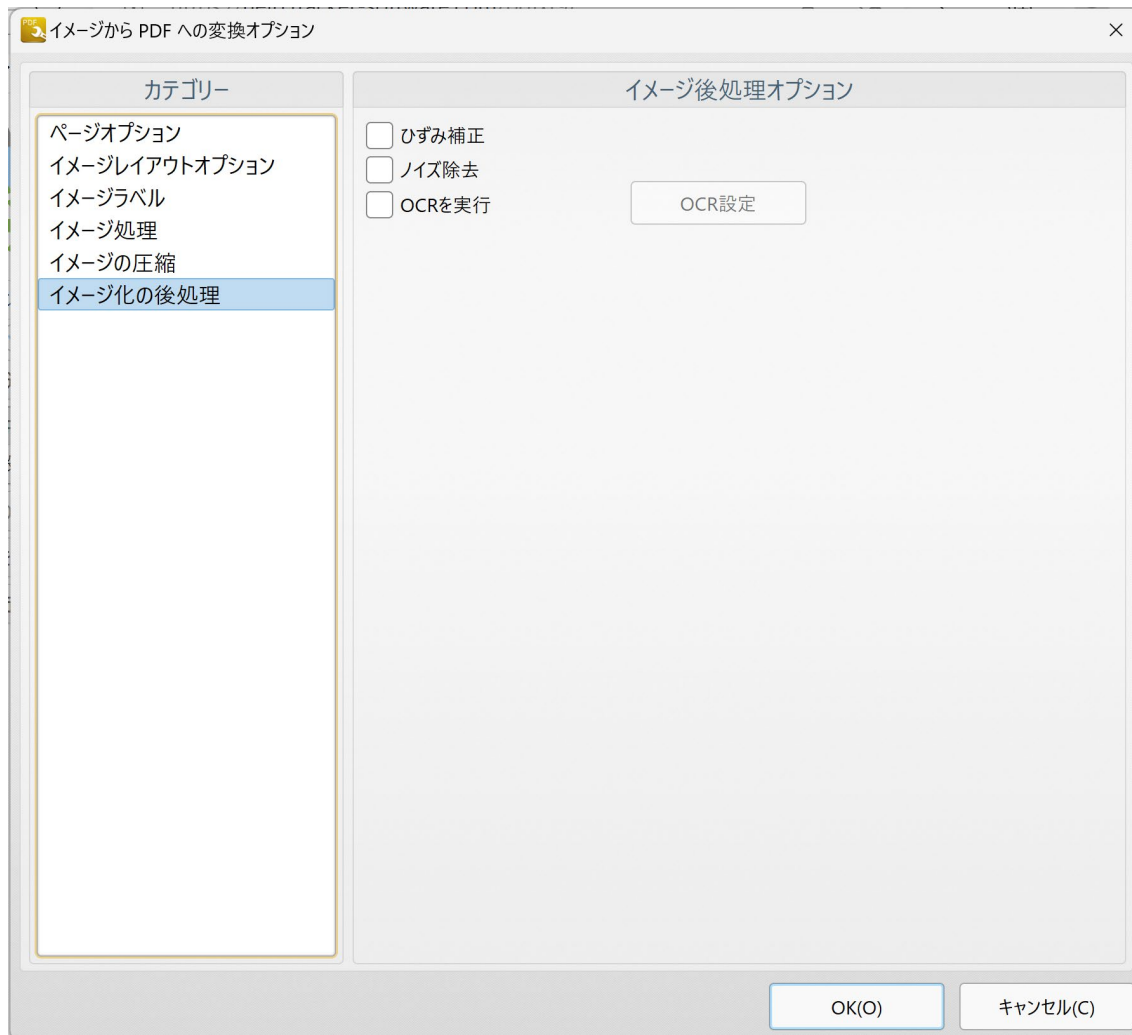 イメージから PDF への変換オプション
カテゴリー
ページオプション
イメージレイアウトオプション
イメージラベル
イメージ処理
イメージの圧縮
イメージ化の後処理
イメージ後処理オプション
ひずみ補正
ノイズ除去
OCRを実行
OCR設定
OK(O)
キャンセル(C)